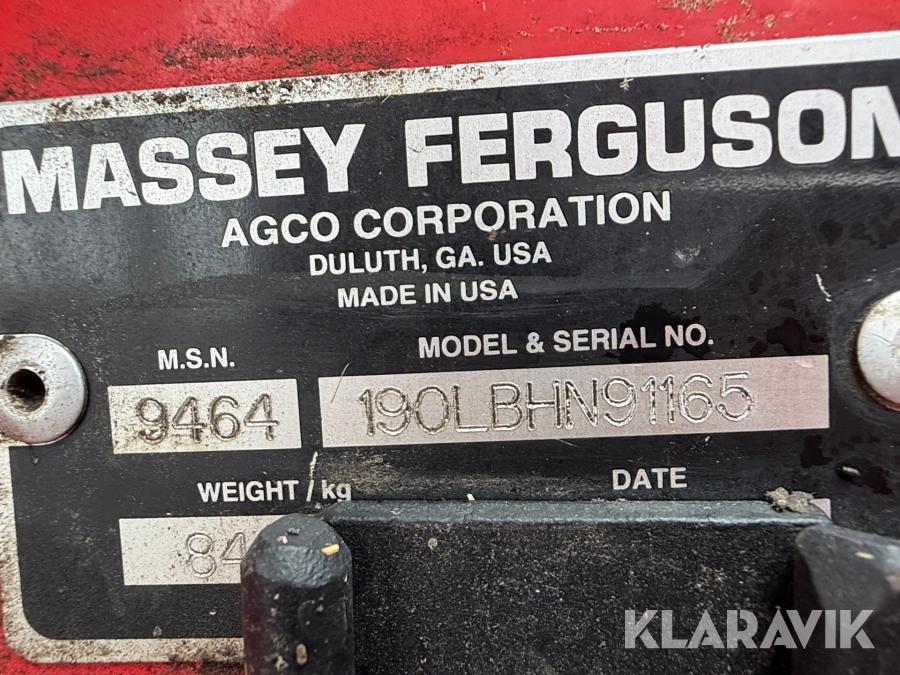 MASSEY FERGUSON
AGCO CORPORATION
DULUTH, GA. USA
MADE IN USA
M.S.N.
MODEL & SERIAL NO.
9464
190LBHN91165
WEIGHT / kg
DATE
84
KLARAVIK